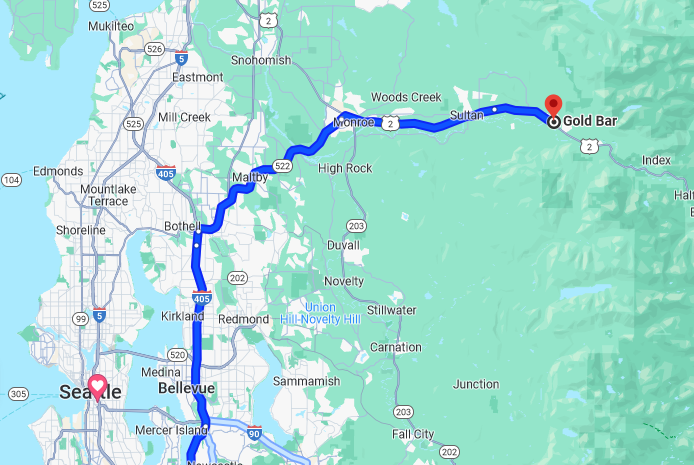 525
Mukilteo
2
526
5
Snohomish
Eastmont
Woods Creek
Mill Creek
525
Sultan
Gold Bar
Monroe
2
2
522
Index
405
High Rock
Edmonds
104
Maltby
Mountlake
Terrace
Half
Bothell
203
Shoreline
Duvall
202
Novelty
405
Union
Hill-Novelty Hill
Stillwater
5
99
Kirkland
Redmond
Carnation
520
Medina
Sammamish
Junction
305
Seattle
Bellevue
203
Mercer Island
90
Fall City
202
Newcastle